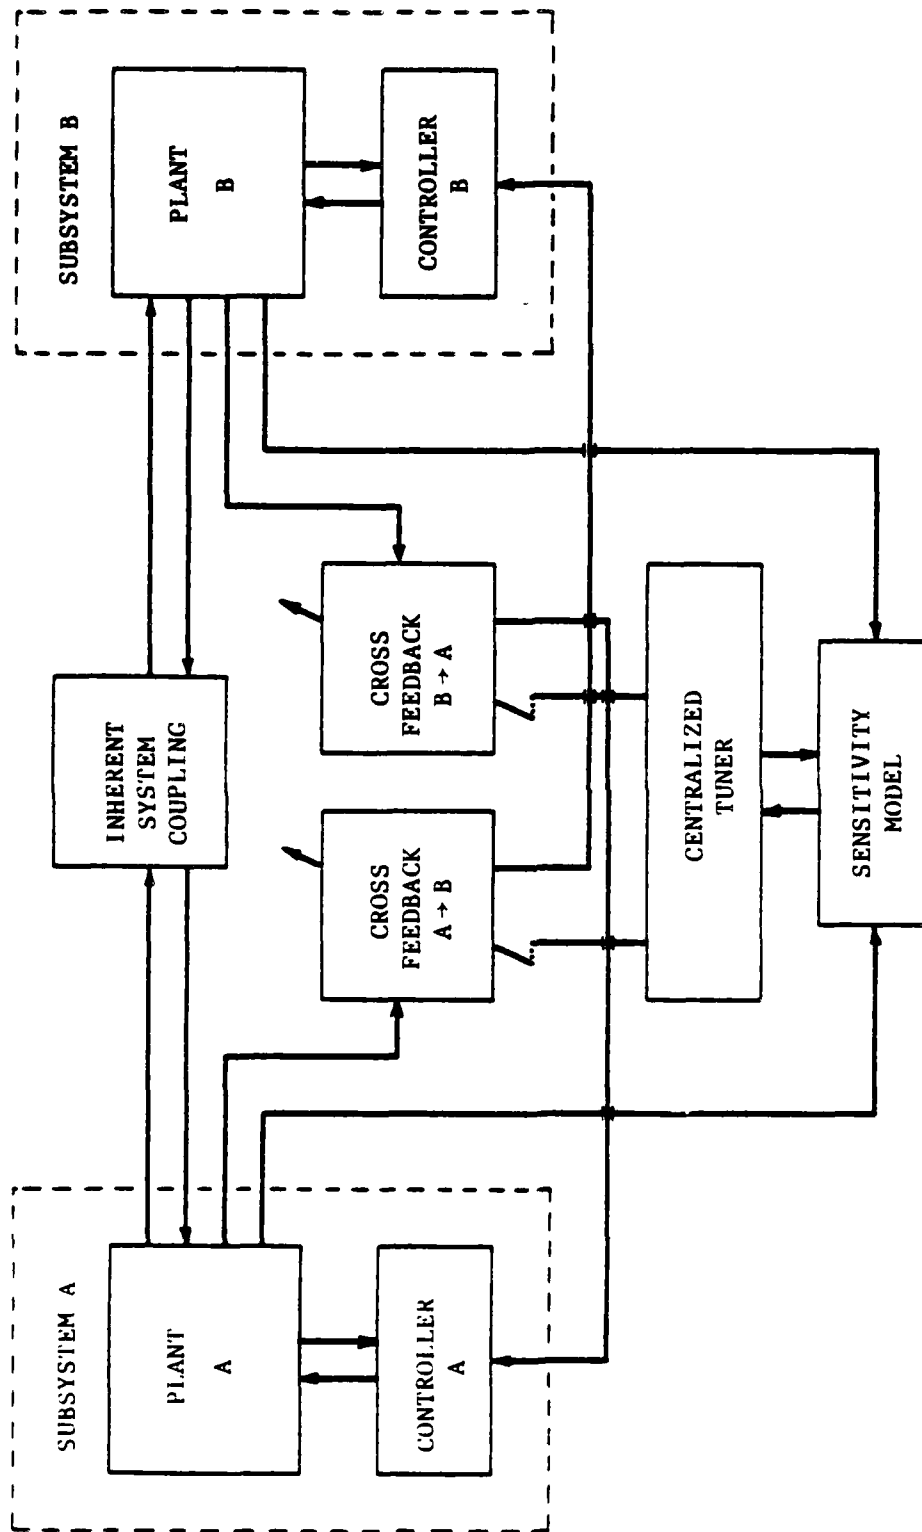 SUBSYSTEM A
PLANT
A
CONTROLLER
A
INHERENT
SYSTEM
COUPLING
CROSS
FEEDBACK
A → B
CROSS
FEEDBACK
B → A
CENTRALIZED
TUNER
SENSITIVITY
MODEL
SUBSYSTEM B
PLANT
B
CONTROLLER
B